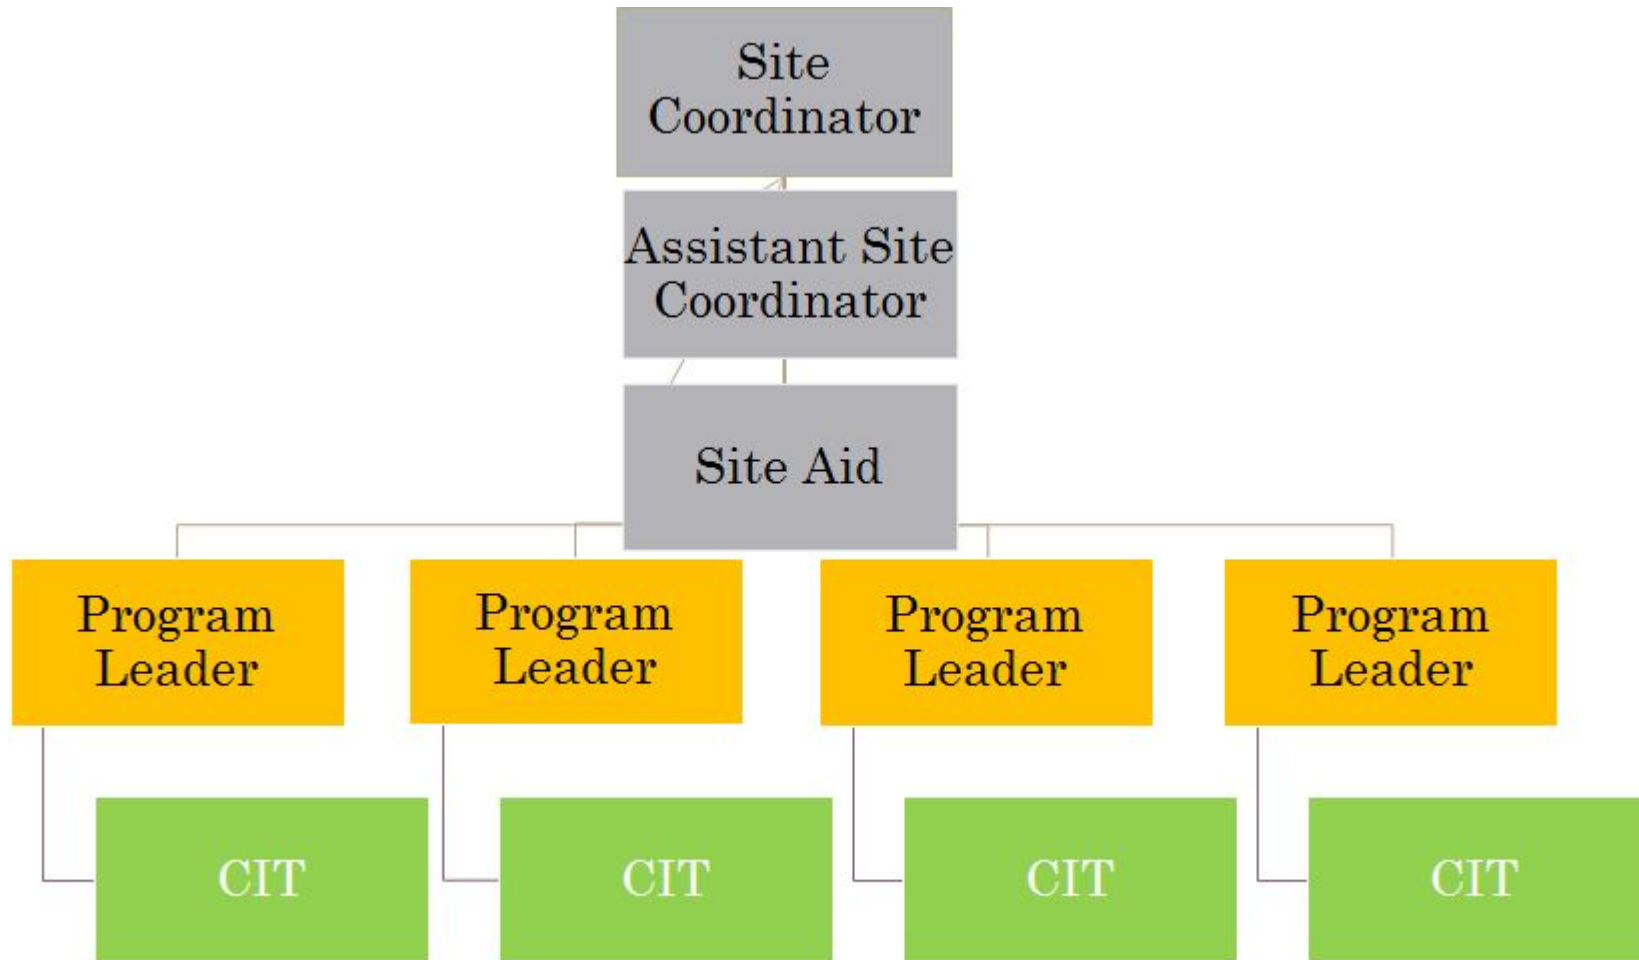 Site
Coordinator
Assistant Site
Coordinator
Site Aid
Program
Leader
Program
Leader
Program
Leader
Program
Leader
CIT
CIT
CIT
CIT